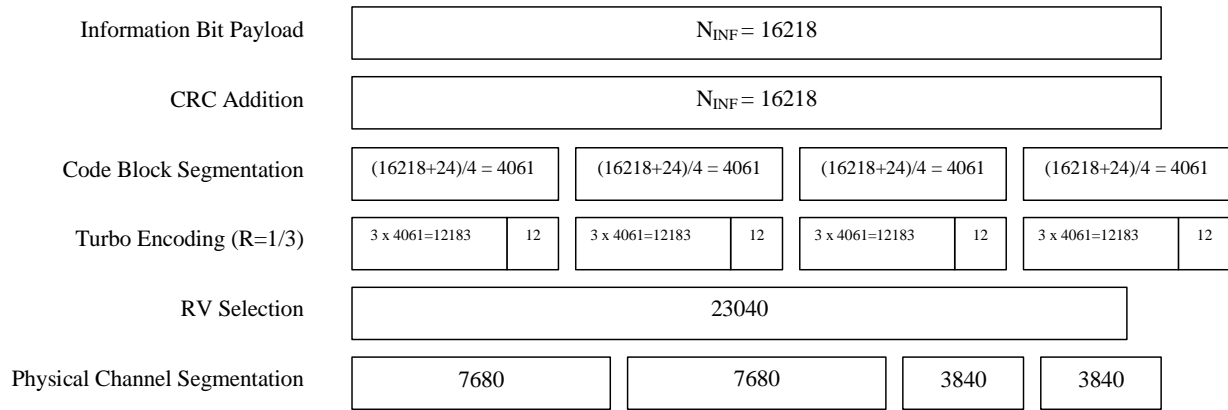 Information Bit Payload N_INF = 16218
CRC Addition N_INF = 16218
Code Block Segmentation (16218+24)/4 = 4061 (16218+24)/4 = 4061 (16218+24)/4 = 4061 (16218+24)/4 = 4061
Turbo Encoding (R=1/3) 3 x 4061=12183 12 3 x 4061=12183 12 3 x 4061=12183 12 3 x 4061=12183 12
RV Selection 23040
Physical Channel Segmentation 7680 7680 3840 3840